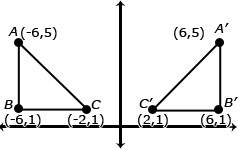 A (-6,5) (6,5) A′
B C C′ B′
(-6,1) (-2,1) (2,1) (6,1)